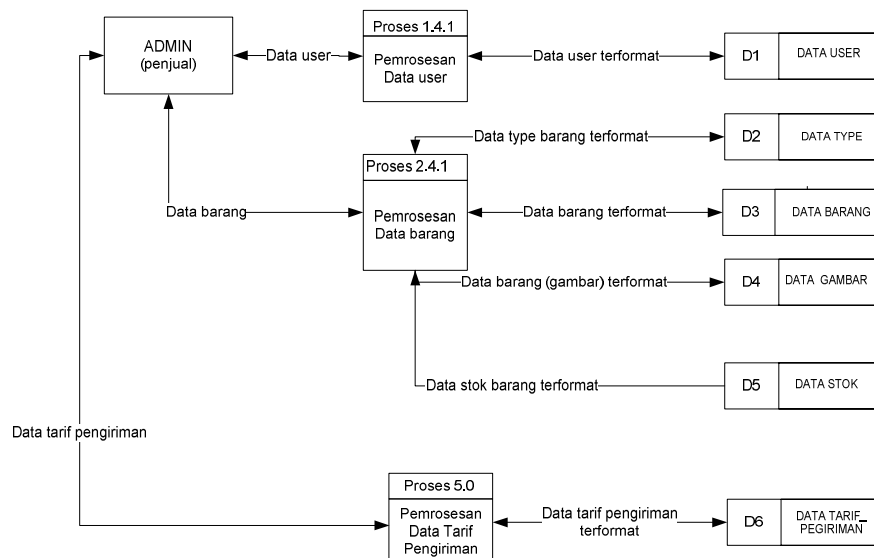 Proses 1.4.1
ADMIN
(penjual)
Data user
Pemrosesan
Data user
Data user terformat
D1
DATA USER
Data type barang terformat
D2
DATA TYPE
Proses 2.4.1
Data barang
Pemrosesan
Data barang
Data barang terformat
D3
DATA BARANG
Data barang (gambar) terformat
D4
DATA GAMBAR
Data stok barang terformat
D5
DATA STOK
Data tarif pengiriman
Proses 5.0
Pemrosesan
Data Tarif
Pengiriman
Data tarif pengiriman
terformat
D6
DATA TARIF_
PEGIRIMAN